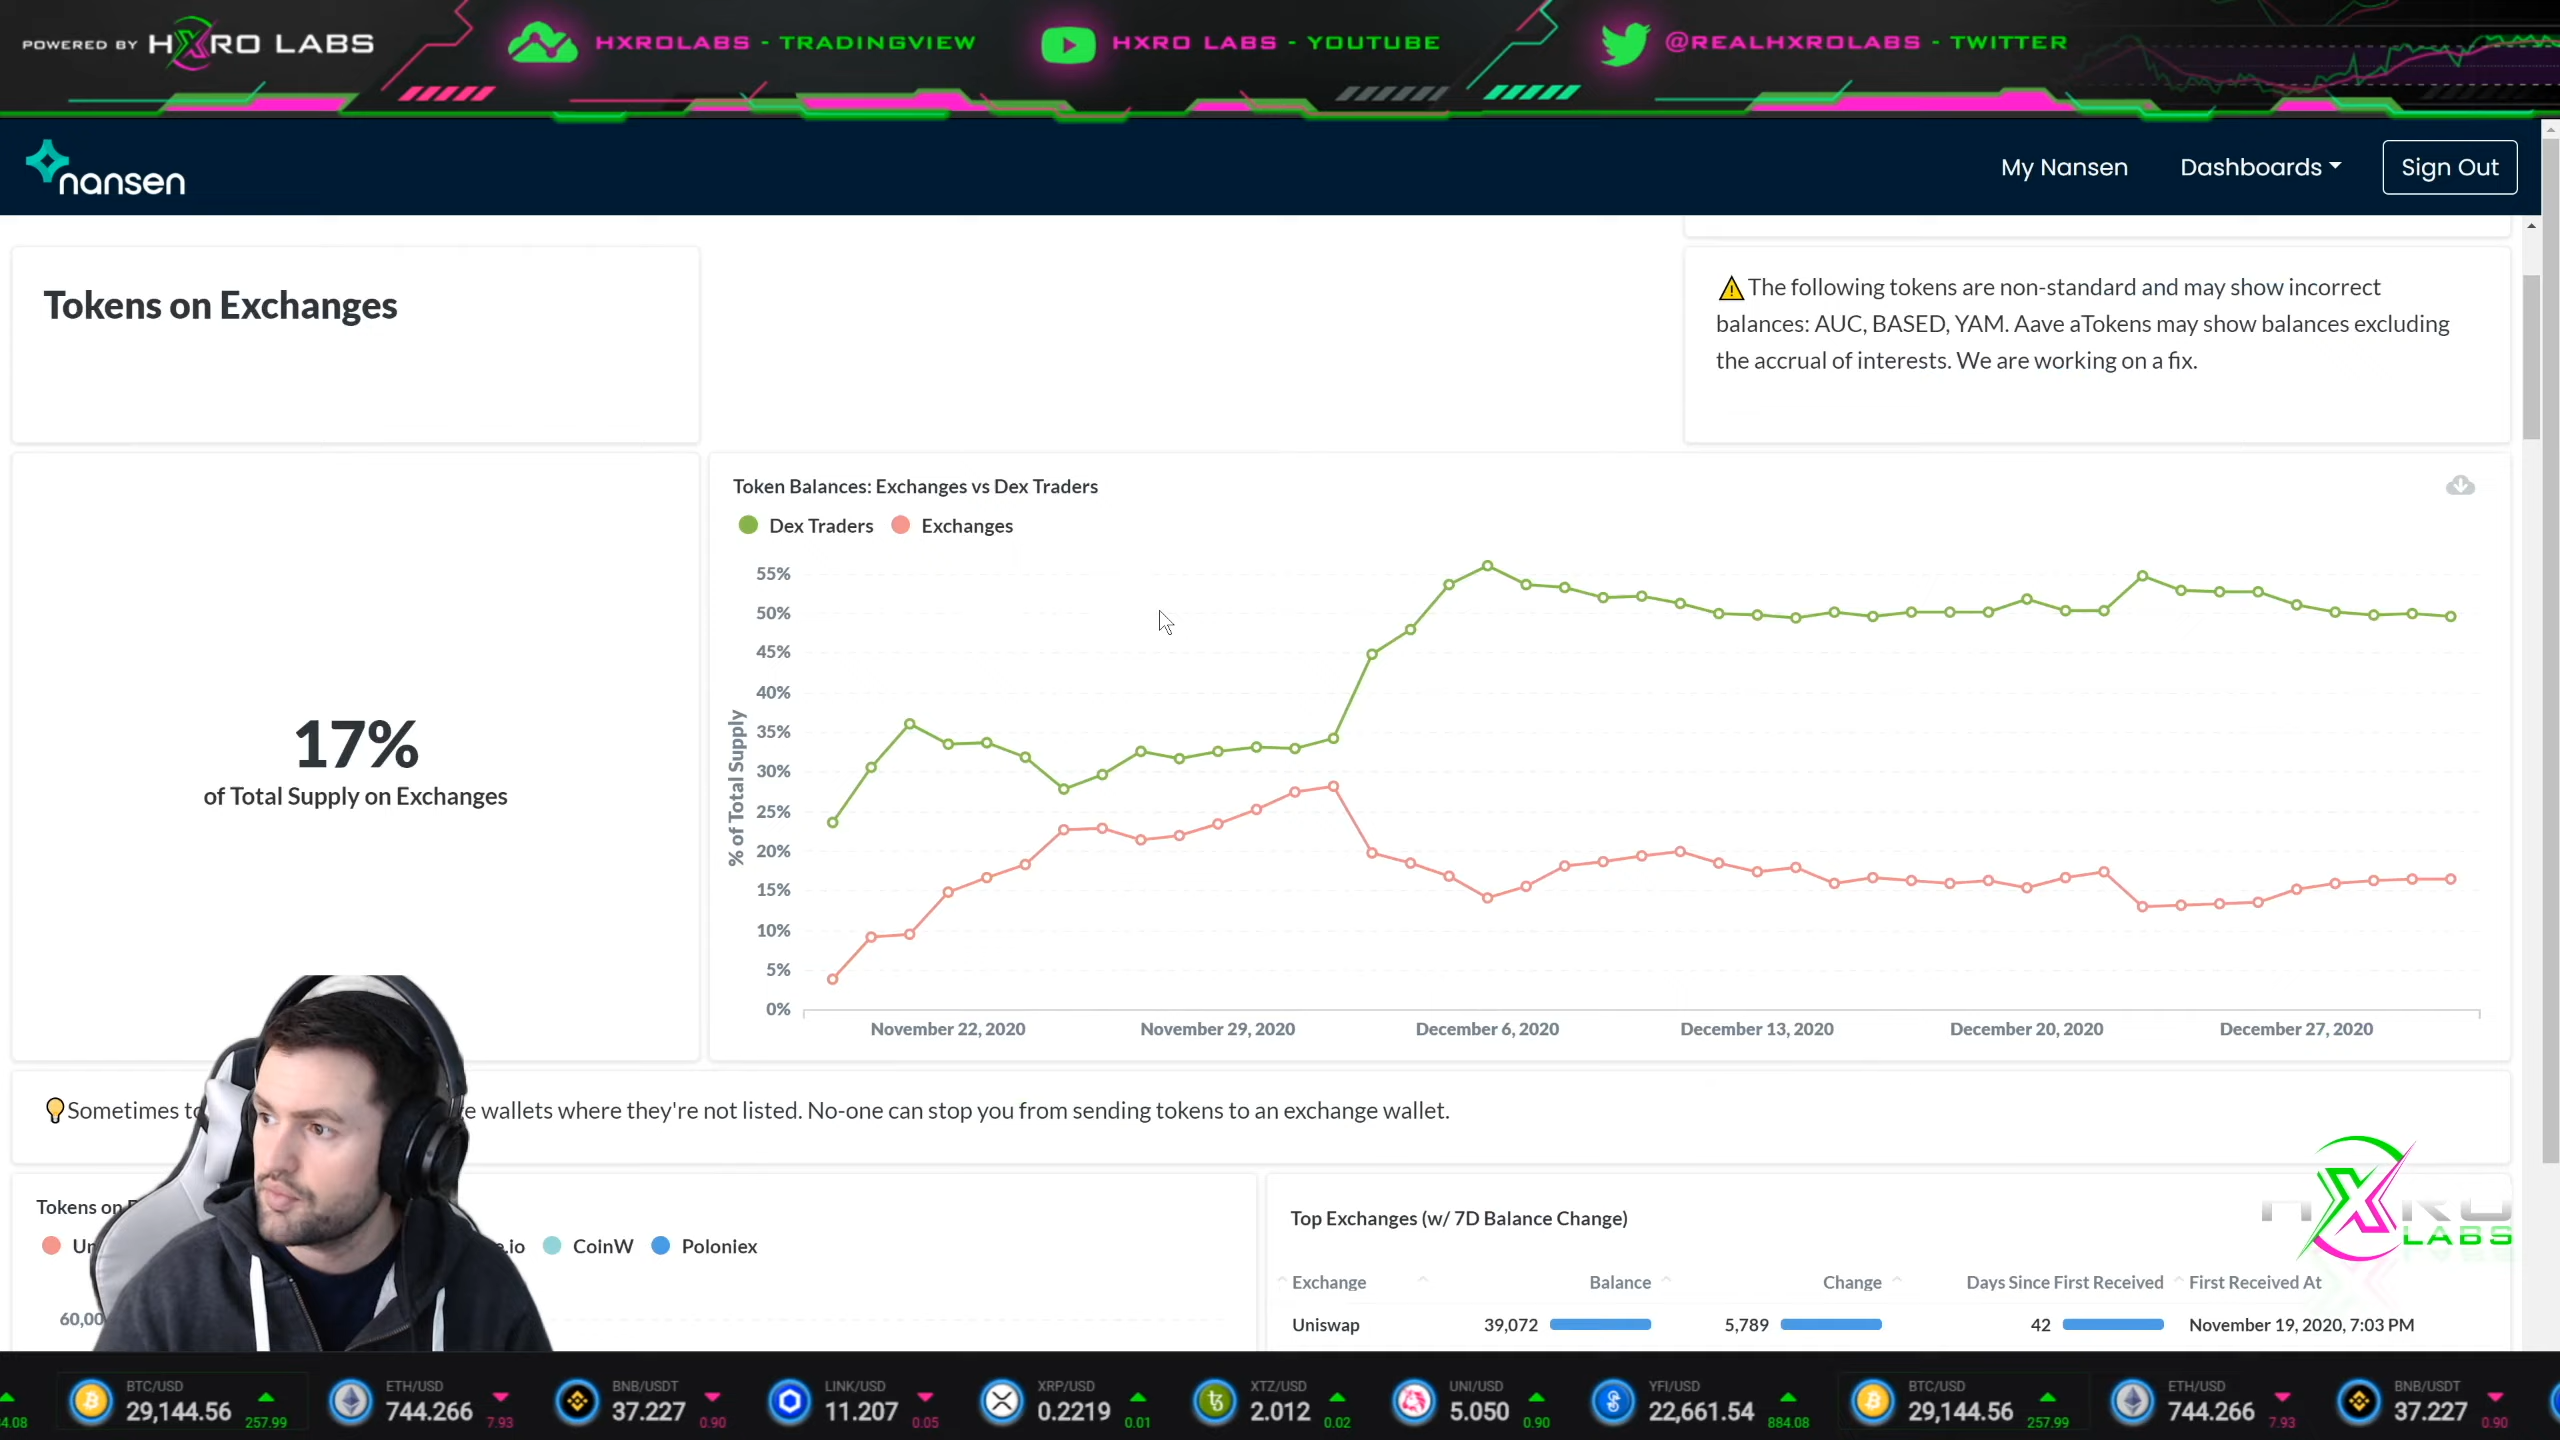 POWERED BY HXRO LABS
HXROLABS - TRADINGVIEW
HXRO LABS - YOUTUBE
@REALHXROLABS - TWITTER
nansen
My Nansen
Dashboards
Sign Out
Tokens on Exchanges
⚠The following tokens are non-standard and may show incorrect
balances: AUC, BASED, YAM. Aave aTokens may show balances excluding
the accrual of interests. We are working on a fix.
17%
of Total Supply on Exchanges
Token Balances: Exchanges vs Dex Traders
Dex Traders
Exchanges
% of Total Supply
55%
50%
45%
40%
35%
30%
25%
20%
15%
10%
5%
0%
November 22, 2020
November 29, 2020
December 6, 2020
December 13, 2020
December 20, 2020
December 27, 2020
Sometimes wallets where they're not listed. No-one can stop you from sending tokens to an exchange wallet.
Tokens on
CoinW
Poloniex
Top Exchanges (w/ 7D Balance Change)
Exchange Balance Change Days Since First Received First Received At
Uniswap 39,072 5,789 42 November 19, 2020, 7:03 PM
HXRO
LABS
BTC/USD
29,144.56 257.99
ETH/USD
744.266 7.93
BNB/USDT
37.227 0.90
LINK/USD
11.207 0.05
XRP/USD
0.2219 0.01
XTZ/USD
2.012 0.02
UNI/USD
5.050 0.90
YFI/USD
22,661.54 884.08
BTC/USD
29,144.56 257.99
ETH/USD
744.266 7.93
BNB/USDT
37.227 0.90